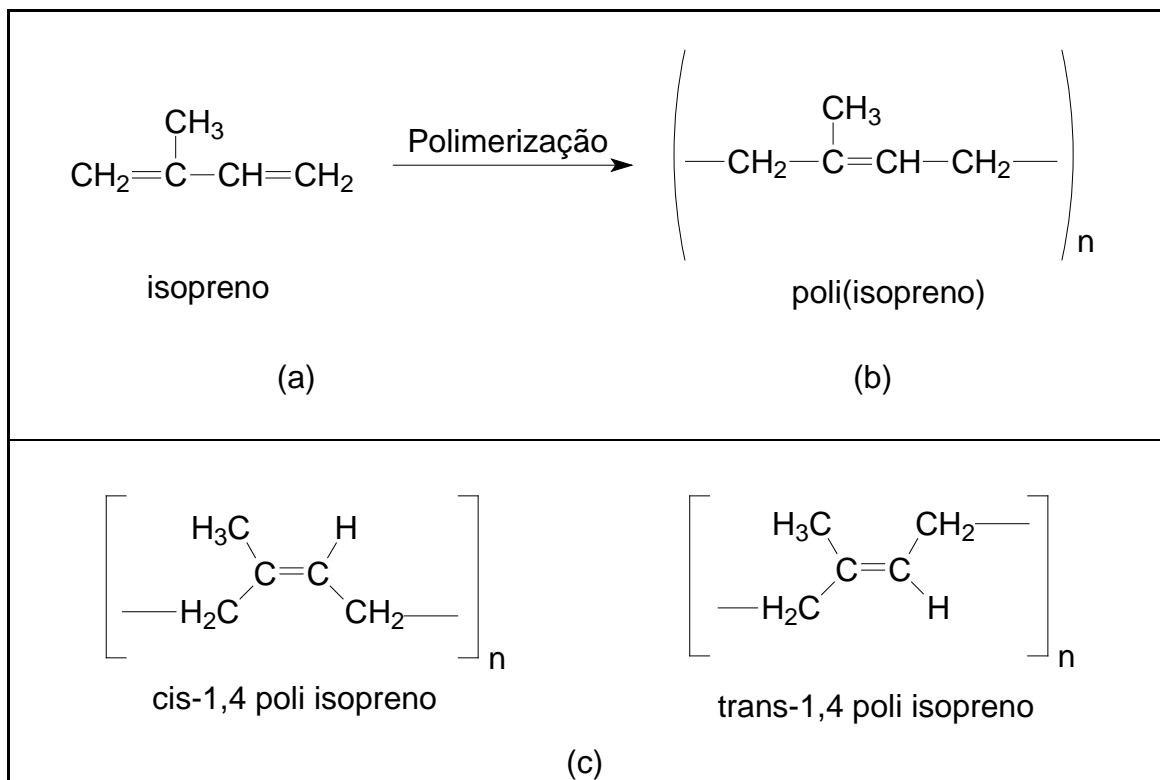 CH3
CH2=C—CH=CH2
isopreno
(a)
Polimerização
CH3
—CH2—C=CH—CH2—
n
poli(isopreno)
(b)
H3C H
C=C
—H2C CH2—
n
cis-1,4 poli isopreno
H3C CH2—
C=C
—H2C H
n
trans-1,4 poli isopreno
(c)